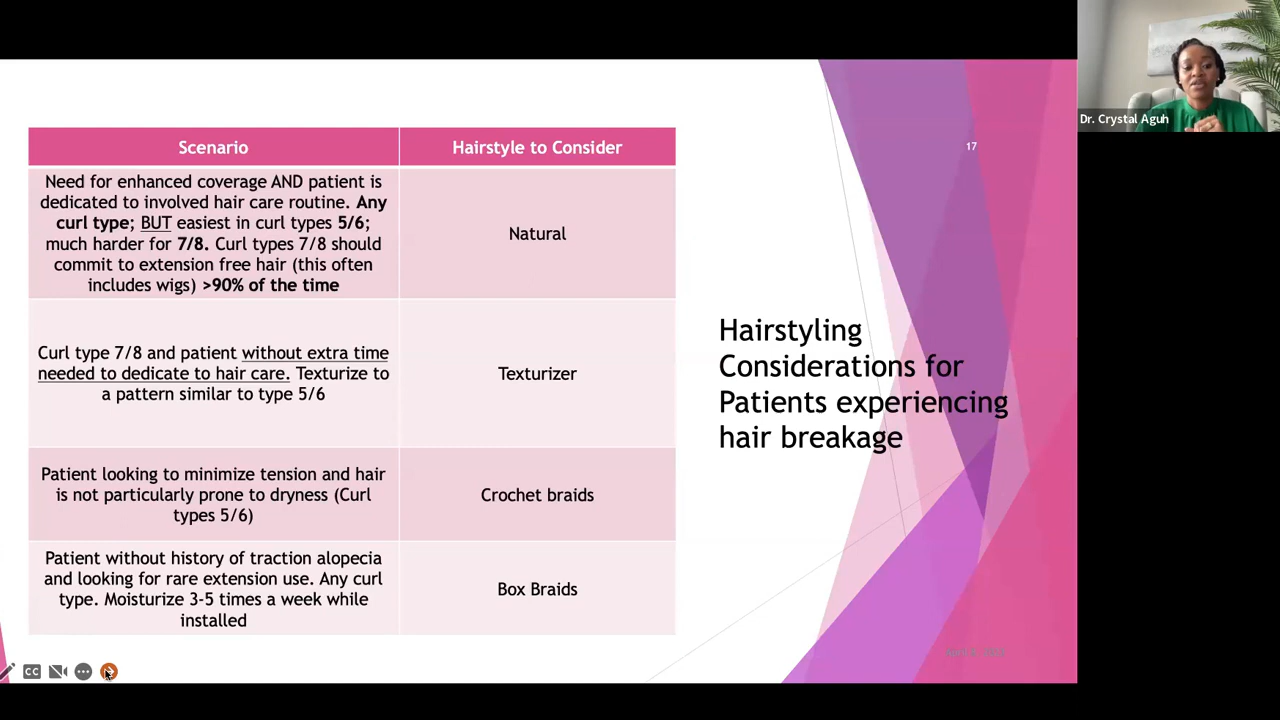 Scenario
Hairstyle to Consider
Need for enhanced coverage AND patient is
dedicated to involved hair care routine. Any
curl type; BUT easiest in curl types 5/6;
much harder for 7/8. Curl types 7/8 should
commit to extension free hair (this often
includes wigs) >90% of the time
Natural
Curl type 7/8 and patient without extra time
needed to dedicate to hair care. Texturize to
a pattern similar to type 5/6
Texturizer
Patient looking to minimize tension and hair
is not particularly prone to dryness (Curl
types 5/6)
Crochet braids
Patient without history of traction alopecia
and looking for rare extension use. Any curl
type. Moisturize 3-5 times a week while
installed
Box Braids
17
Hairstyling
Considerations for
Patients experiencing
hair breakage
Dr. Crystal Aguh
CC